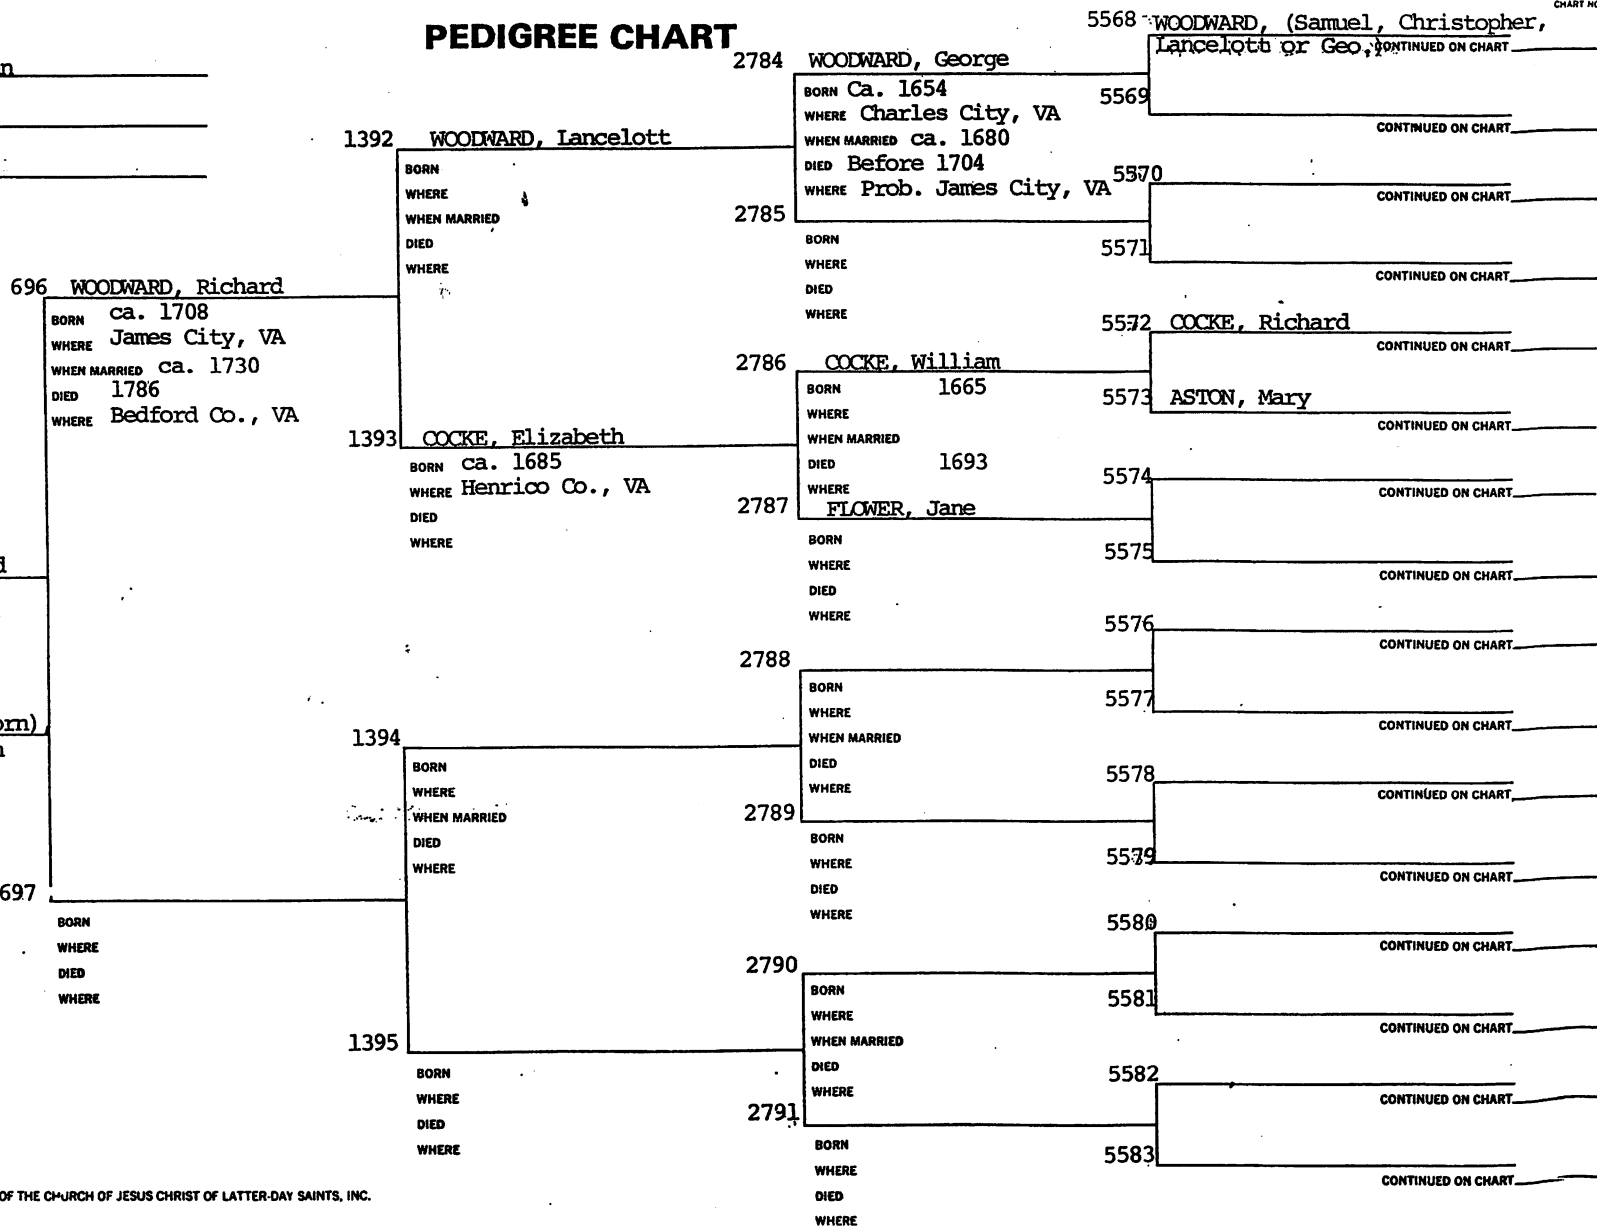 CHART NO
PEDIGREE CHART
n
5568 WOODWARD, (Samuel, Christopher,
Lancelott or Geo.) CONTINUED ON CHART
2784 WOODWARD, George
BORN Ca. 1654
WHERE Charles City, VA
WHEN MARRIED ca. 1680
DIED Before 1704
WHERE Prob. James City, VA
5569
CONTINUED ON CHART
1392 WOODWARD, Lancelott
BORN
WHERE
WHEN MARRIED
DIED
WHERE
5570
CONTINUED ON CHART
2785
BORN
WHERE
DIED
WHERE
5571
CONTINUED ON CHART
696 WOODWARD, Richard
BORN ca. 1708
WHERE James City, VA
WHEN MARRIED ca. 1730
DIED 1786
WHERE Bedford Co., VA
5572 COCKE, Richard
CONTINUED ON CHART
2786 COCKE, William
BORN 1665
WHERE
WHEN MARRIED
DIED 1693
WHERE
5573 ASTON, Mary
CONTINUED ON CHART
1393 COCKE, Elizabeth
BORN ca. 1685
WHERE Henrico Co., VA
DIED
WHERE
5574
CONTINUED ON CHART
2787 FLOWER, Jane
BORN
WHERE
DIED
WHERE
5575
CONTINUED ON CHART
d
5576
CONTINUED ON CHART
2788
BORN
WHERE
WHEN MARRIED
DIED
WHERE
5577
CONTINUED ON CHART
orn)
n
1394
BORN
WHERE
WHEN MARRIED
DIED
WHERE
5578
CONTINUED ON CHART
2789
BORN
WHERE
DIED
WHERE
5579
CONTINUED ON CHART
697
BORN
WHERE
DIED
WHERE
5580
CONTINUED ON CHART
2790
BORN
WHERE
WHEN MARRIED
DIED
WHERE
5581
CONTINUED ON CHART
1395
BORN
WHERE
DIED
WHERE
5582
CONTINUED ON CHART
2791
BORN
WHERE
DIED
WHERE
5583
CONTINUED ON CHART
OF THE CHURCH OF JESUS CHRIST OF LATTER-DAY SAINTS, INC.